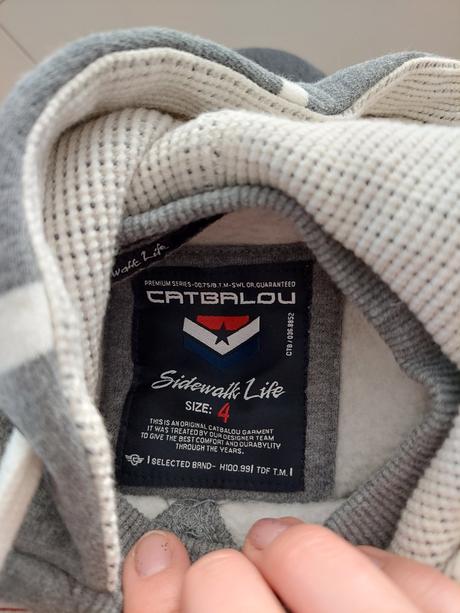 walk Life
PREMIUM SERIES-00.75/B.T.M-SWL OR, GUARANTEED
CATBALOU
CTB / 036.8852
Sidewalk Life
SIZE: 4
THIS IS AN ORIGINAL CATBALOU GARMENT
IT WAS TREATED BY OUR DESIGNER TEAM
TO GIVE THE BEST COMFORT AND DURABYLITY
THROUGH THE YEARS.
| SELECTED BRND- H100.99 | TDF T.M. |